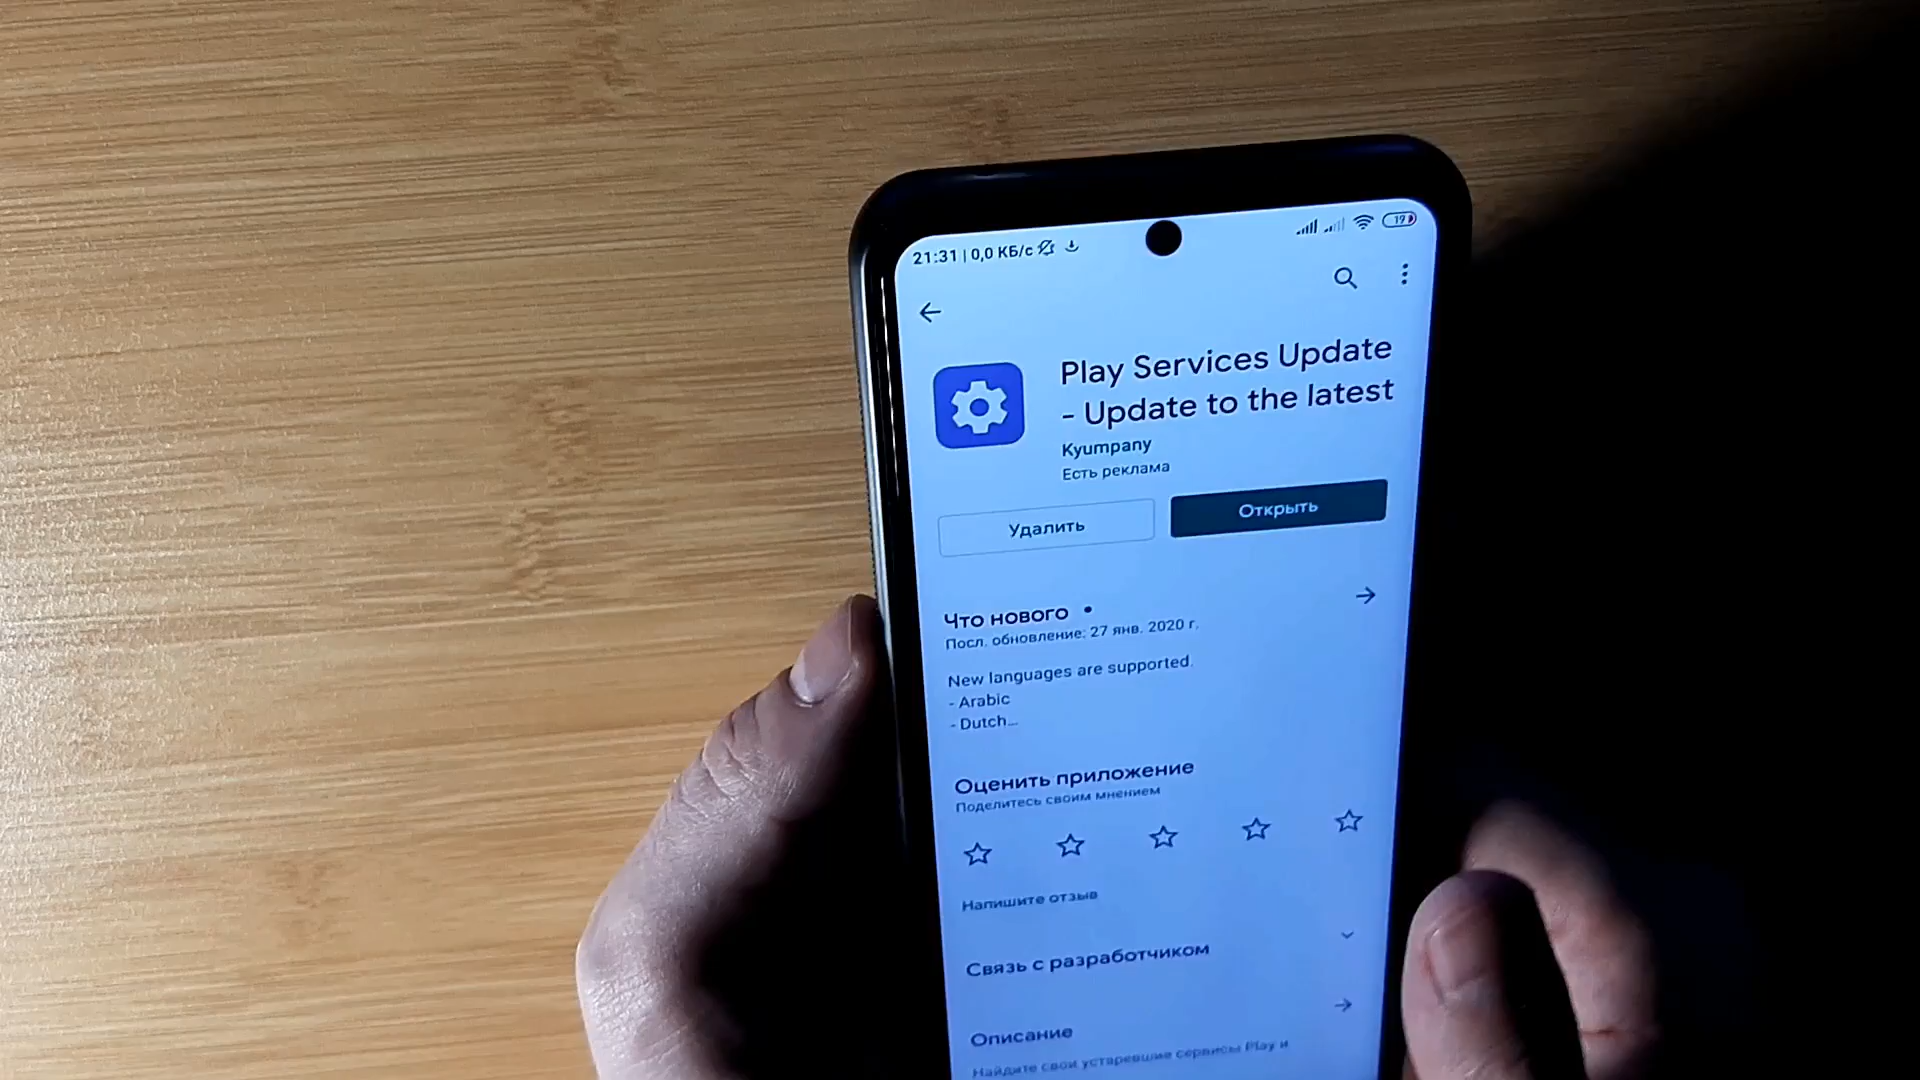 21:31 | 0,0 КБ/с
19
Play Services Update
- Update to the latest
Kyumpany
Есть реклама
Удалить
Открыть
Что нового •
Посл. обновление: 27 янв. 2020 г.
New languages are supported.
- Arabic
- Dutch...
Оценить приложение
Поделитесь своим мнением
Напишите отзыв
Связь с разработчиком
Описание
Найдите свои устаревшие сервисы Play и